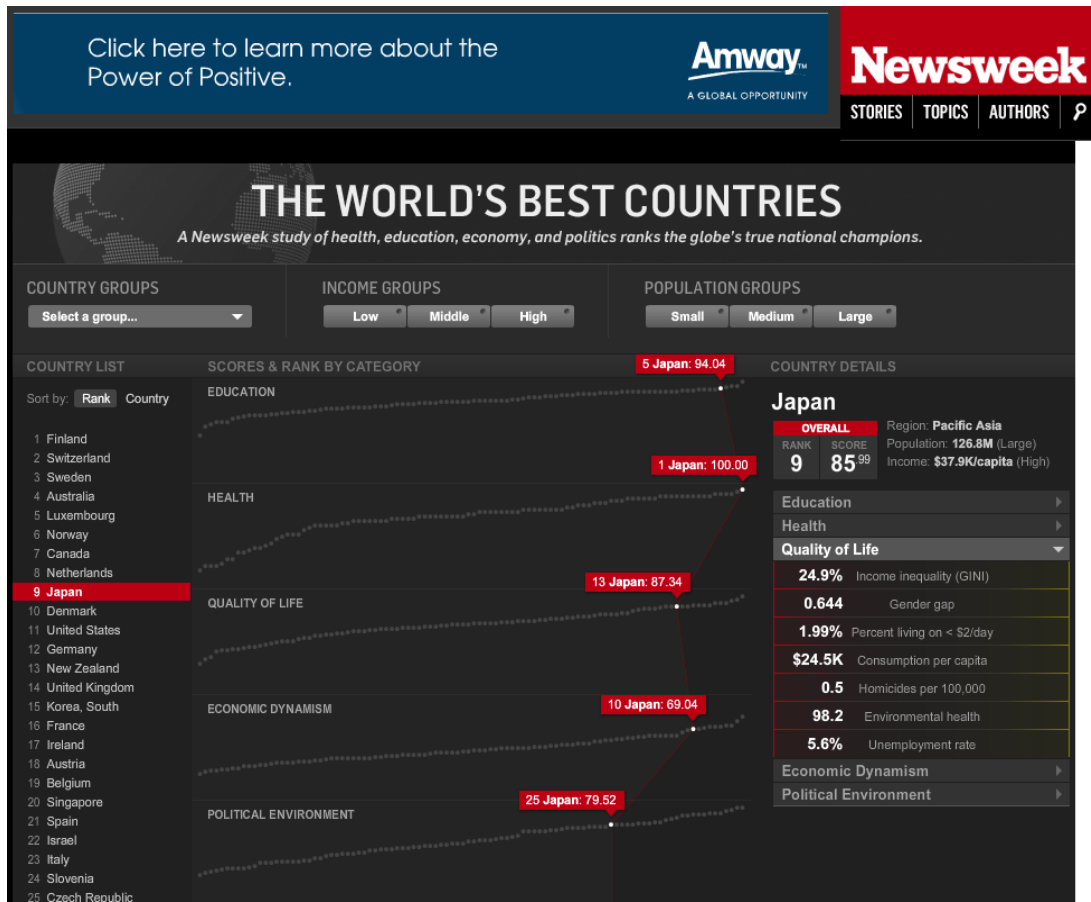 Click here to learn more about the
Power of Positive.
Amway™
A GLOBAL OPPORTUNITY
Newsweek
STORIES TOPICS AUTHORS
THE WORLD'S BEST COUNTRIES
A Newsweek study of health, education, economy, and politics ranks the globe's true national champions.
COUNTRY GROUPS
Select a group...
INCOME GROUPS
Low Middle High
POPULATION GROUPS
Small Medium Large
COUNTRY LIST
Sort by: Rank Country
1 Finland
2 Switzerland
3 Sweden
4 Australia
5 Luxembourg
6 Norway
7 Canada
8 Netherlands
9 Japan
10 Denmark
11 United States
12 Germany
13 New Zealand
14 United Kingdom
15 Korea, South
16 France
17 Ireland
18 Austria
19 Belgium
20 Singapore
21 Spain
22 Israel
23 Italy
24 Slovenia
25 Czech Republic
SCORES & RANK BY CATEGORY
5 Japan: 94.04
EDUCATION
1 Japan: 100.00
HEALTH
13 Japan: 87.34
QUALITY OF LIFE
10 Japan: 69.04
ECONOMIC DYNAMISM
25 Japan: 79.52
POLITICAL ENVIRONMENT
COUNTRY DETAILS
Japan
OVERALL
RANK SCORE
9 85.99
Region: Pacific Asia
Population: 126.8M (Large)
Income: $37.9K/capita (High)
Education
Health
Quality of Life
24.9% Income inequality (GINI)
0.644 Gender gap
1.99% Percent living on < $2/day
$24.5K Consumption per capita
0.5 Homicides per 100,000
98.2 Environmental health
5.6% Unemployment rate
Economic Dynamism
Political Environment